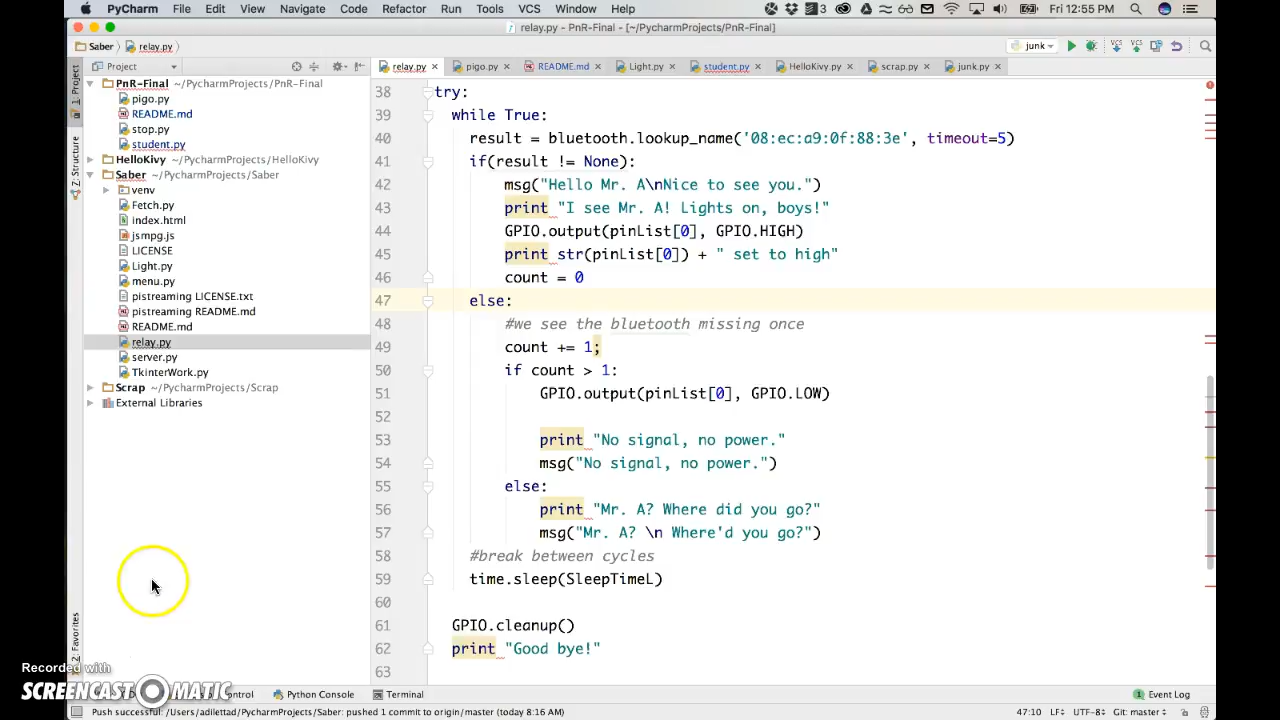 PyCharm File Edit View Navigate Code Refactor Run Tools VCS Window Help 3 Fri 12:55 PM
relay.py - PnR-Final - [~/PycharmProjects/PnR-Final]
Saber relay.py junk
Project relay.py pigo.py README.md Light.py student.py HelloKivy.py scrap.py junk.py
1: Project
Z: Structure
2: Favorites
PnR-Final ~/PycharmProjects/PnR-Final
pigo.py
README.md
stop.py
student.py
HelloKivy ~/PycharmProjects/HelloKivy
Saber ~/PycharmProjects/Saber
venv
Fetch.py
index.html
jsmpg.js
LICENSE
Light.py
menu.py
pistreaming LICENSE.txt
pistreaming README.md
README.md
relay.py
server.py
TkinterWork.py
Scrap ~/PycharmProjects/Scrap
External Libraries
38 try:
39 while True:
40 result = bluetooth.lookup_name('08:ec:a9:0f:88:3e', timeout=5)
41 if(result != None):
42 msg("Hello Mr. A\nNice to see you.")
43 print "I see Mr. A! Lights on, boys!"
44 GPIO.output(pinList[0], GPIO.HIGH)
45 print str(pinList[0]) + " set to high"
46 count = 0
47 else:
48 #we see the bluetooth missing once
49 count += 1;
50 if count > 1:
51 GPIO.output(pinList[0], GPIO.LOW)
52
53 print "No signal, no power."
54 msg("No signal, no power.")
55 else:
56 print "Mr. A? Where did you go?"
57 msg("Mr. A? \n Where'd you go?")
58 #break between cycles
59 time.sleep(SleepTimeL)
60
61 GPIO.cleanup()
62 print "Good bye!"
63
Recorded with
SCREENCAST-O-MATIC
Python Console Terminal Event Log
Push successful: /Users/adilettad/PycharmProjects/Saber: pushed 1 commit to origin/master (today 8:16 AM) 47:10 LF÷ UTF-8÷ Git: master÷